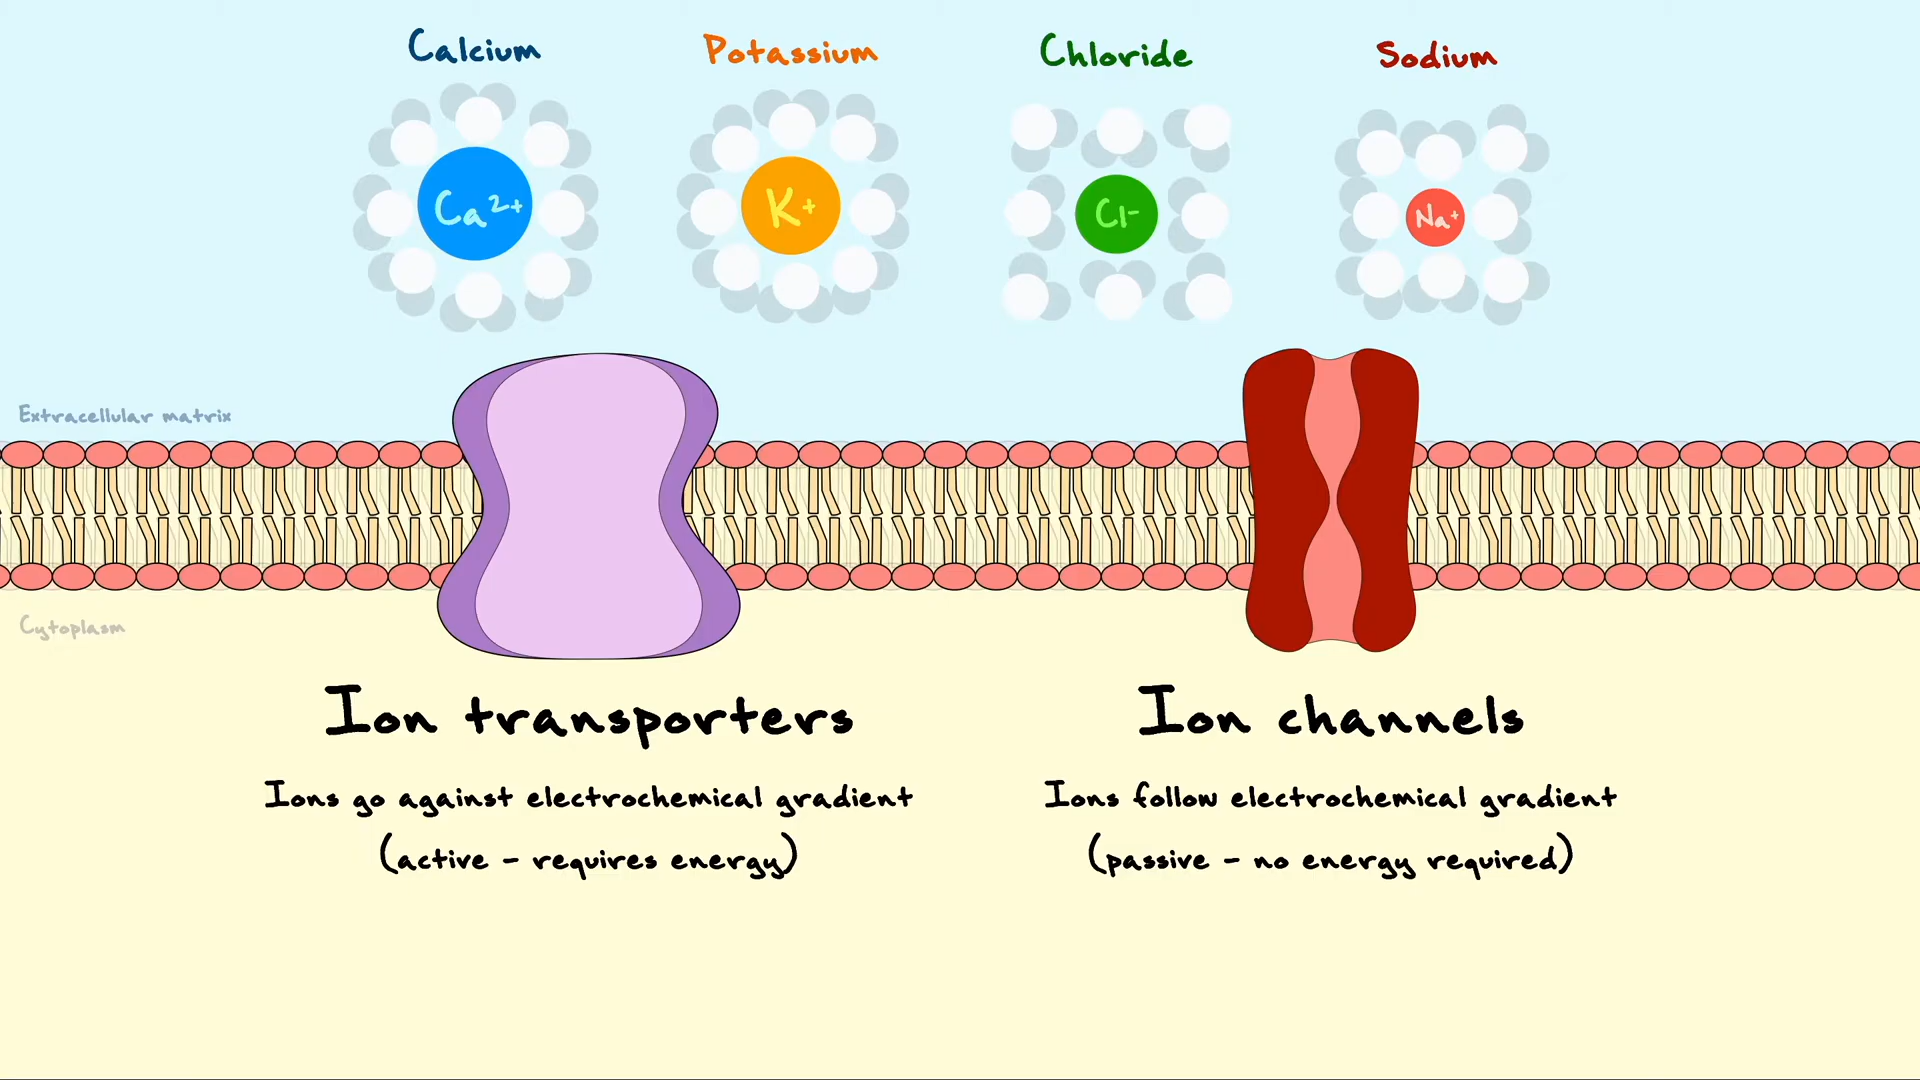 Calcium
Potassium
Chloride
Sodium
Ca²⁺
K⁺
Cl⁻
Na⁺
Extracellular matrix
Cytoplasm
Ion transporters
Ions go against electrochemical gradient
(active - requires energy)
Ion channels
Ions follow electrochemical gradient
(passive - no energy required)